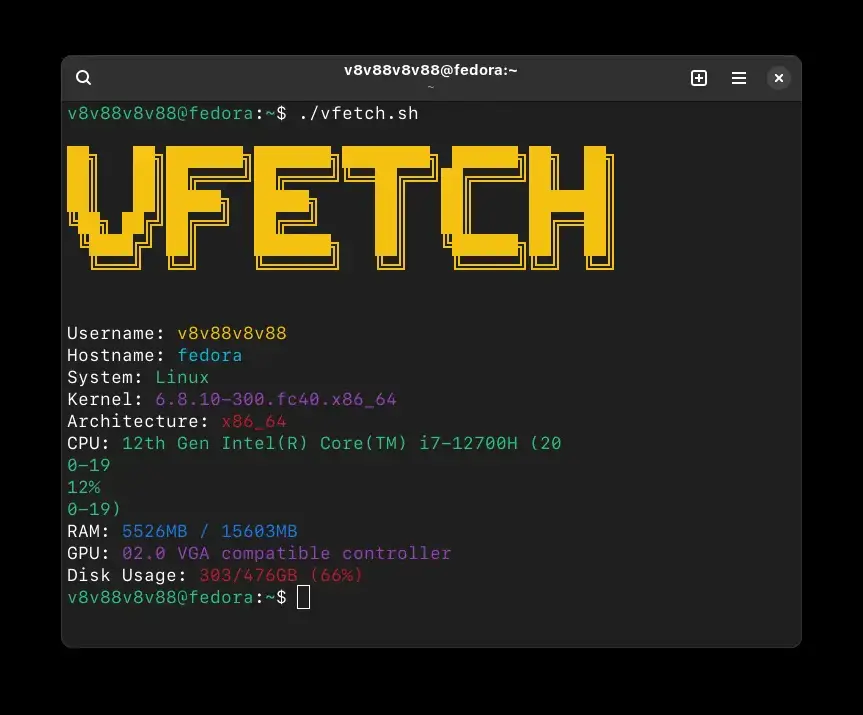 v8v88v8v88@fedora:~
~
v8v88v8v88@fedora:~$ ./vfetch.sh
VFETCH
Username: v8v88v8v88
Hostname: fedora
System: Linux
Kernel: 6.8.10-300.fc40.x86_64
Architecture: x86_64
CPU: 12th Gen Intel(R) Core(TM) i7-12700H (20
0-19
12%
0-19)
RAM: 5526MB / 15603MB
GPU: 02.0 VGA compatible controller
Disk Usage: 303/476GB (66%)
v8v88v8v88@fedora:~$